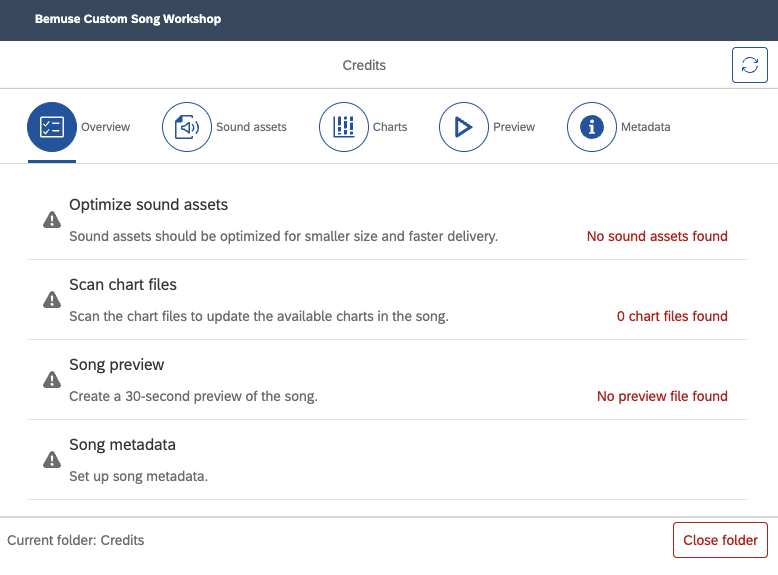 Bemuse Custom Song Workshop
Credits
Overview
Sound assets
Charts
Preview
Metadata
Optimize sound assets
Sound assets should be optimized for smaller size and faster delivery.
No sound assets found
Scan chart files
Scan the chart files to update the available charts in the song.
0 chart files found
Song preview
Create a 30-second preview of the song.
No preview file found
Song metadata
Set up song metadata.
Current folder: Credits
Close folder